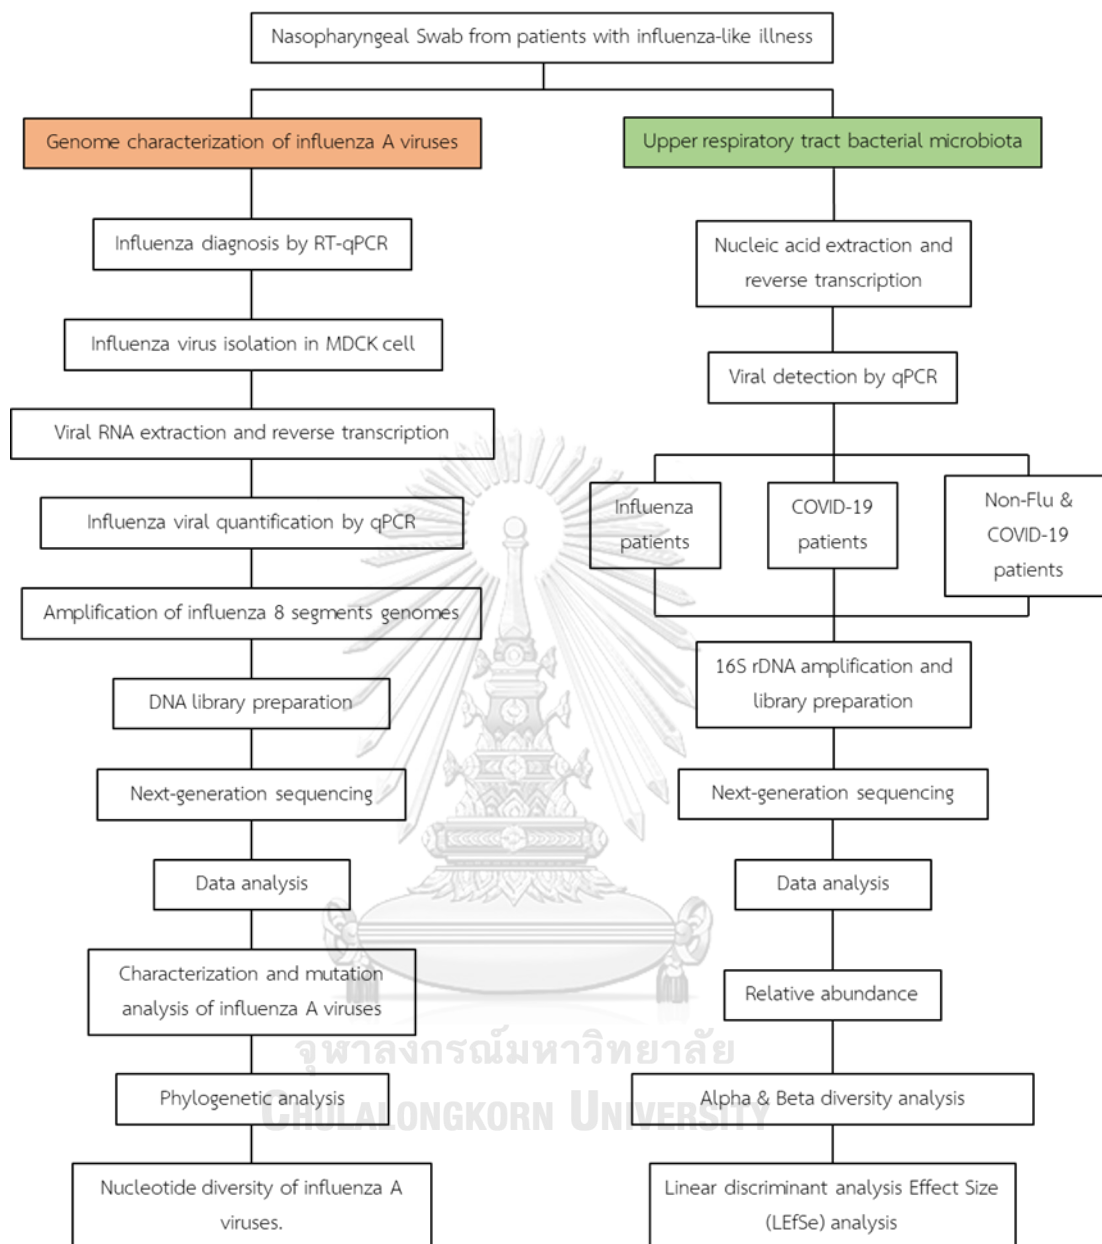 Nasopharyngeal Swab from patients with influenza-like illness
Genome characterization of influenza A viruses
Influenza diagnosis by RT-qPCR
Influenza virus isolation in MDCK cell
Viral RNA extraction and reverse transcription
Influenza viral quantification by qPCR
Amplification of influenza 8 segments genomes
DNA library preparation
Next-generation sequencing
Data analysis
Characterization and mutation
analysis of influenza A viruses
Phylogenetic analysis
Nucleotide diversity of influenza A
viruses.
Upper respiratory tract bacterial microbiota
Nucleic acid extraction and
reverse transcription
Viral detection by qPCR
Influenza
patients
COVID-19
patients
Non-Flu &
COVID-19
patients
16S rDNA amplification and
library preparation
Next-generation sequencing
Data analysis
Relative abundance
Alpha & Beta diversity analysis
Linear discriminant analysis Effect Size
(LEfSe) analysis
จุฬาลงกรณ์มหาวิทยาลัย
CHULALONGKORN UNIVERSITY